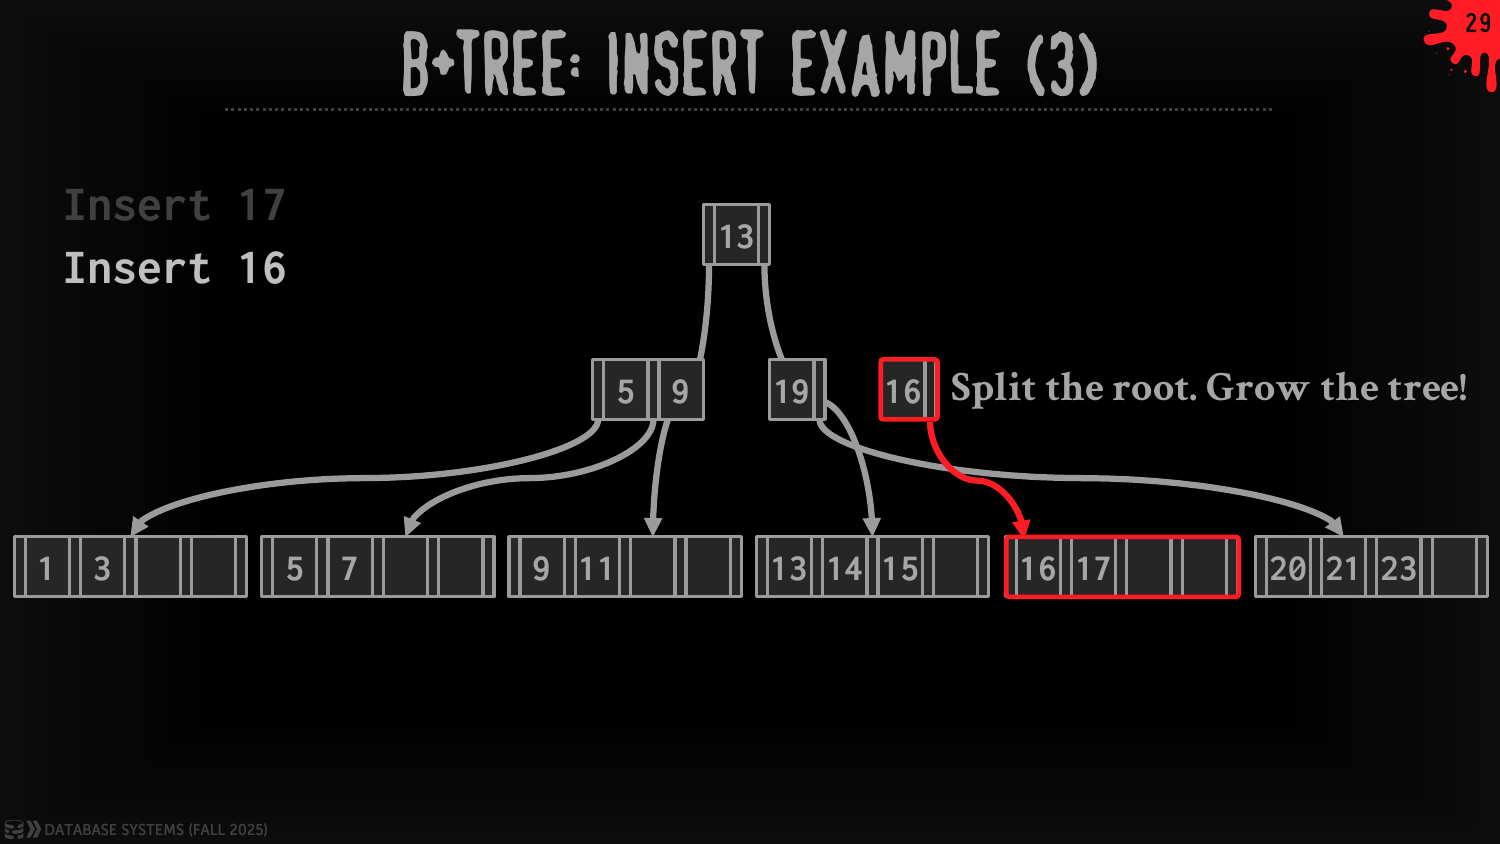 29
B+TREE: INSERT EXAMPLE (3)
Insert 17
Insert 16
13
5 9 19 16 Split the root. Grow the tree!
1 3 5 7 9 11 13 14 15 16 17 20 21 23
DATABASE SYSTEMS (FALL 2025)